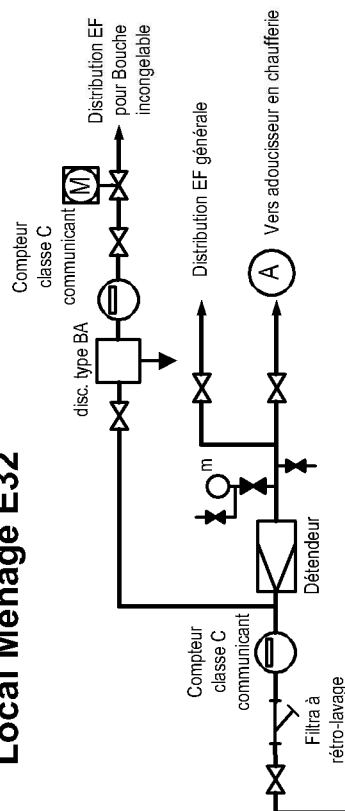 Local Ménage E32
Compteur
classe C
communicant
M
Distribution EF
pour Bouche
incongelable
disc. type BA
Distribution EF générale
Vers adoucisseur en chaufferie
A
m
Détendeur
Compteur
classe C
communicant
Filtra à
rétro-lavage